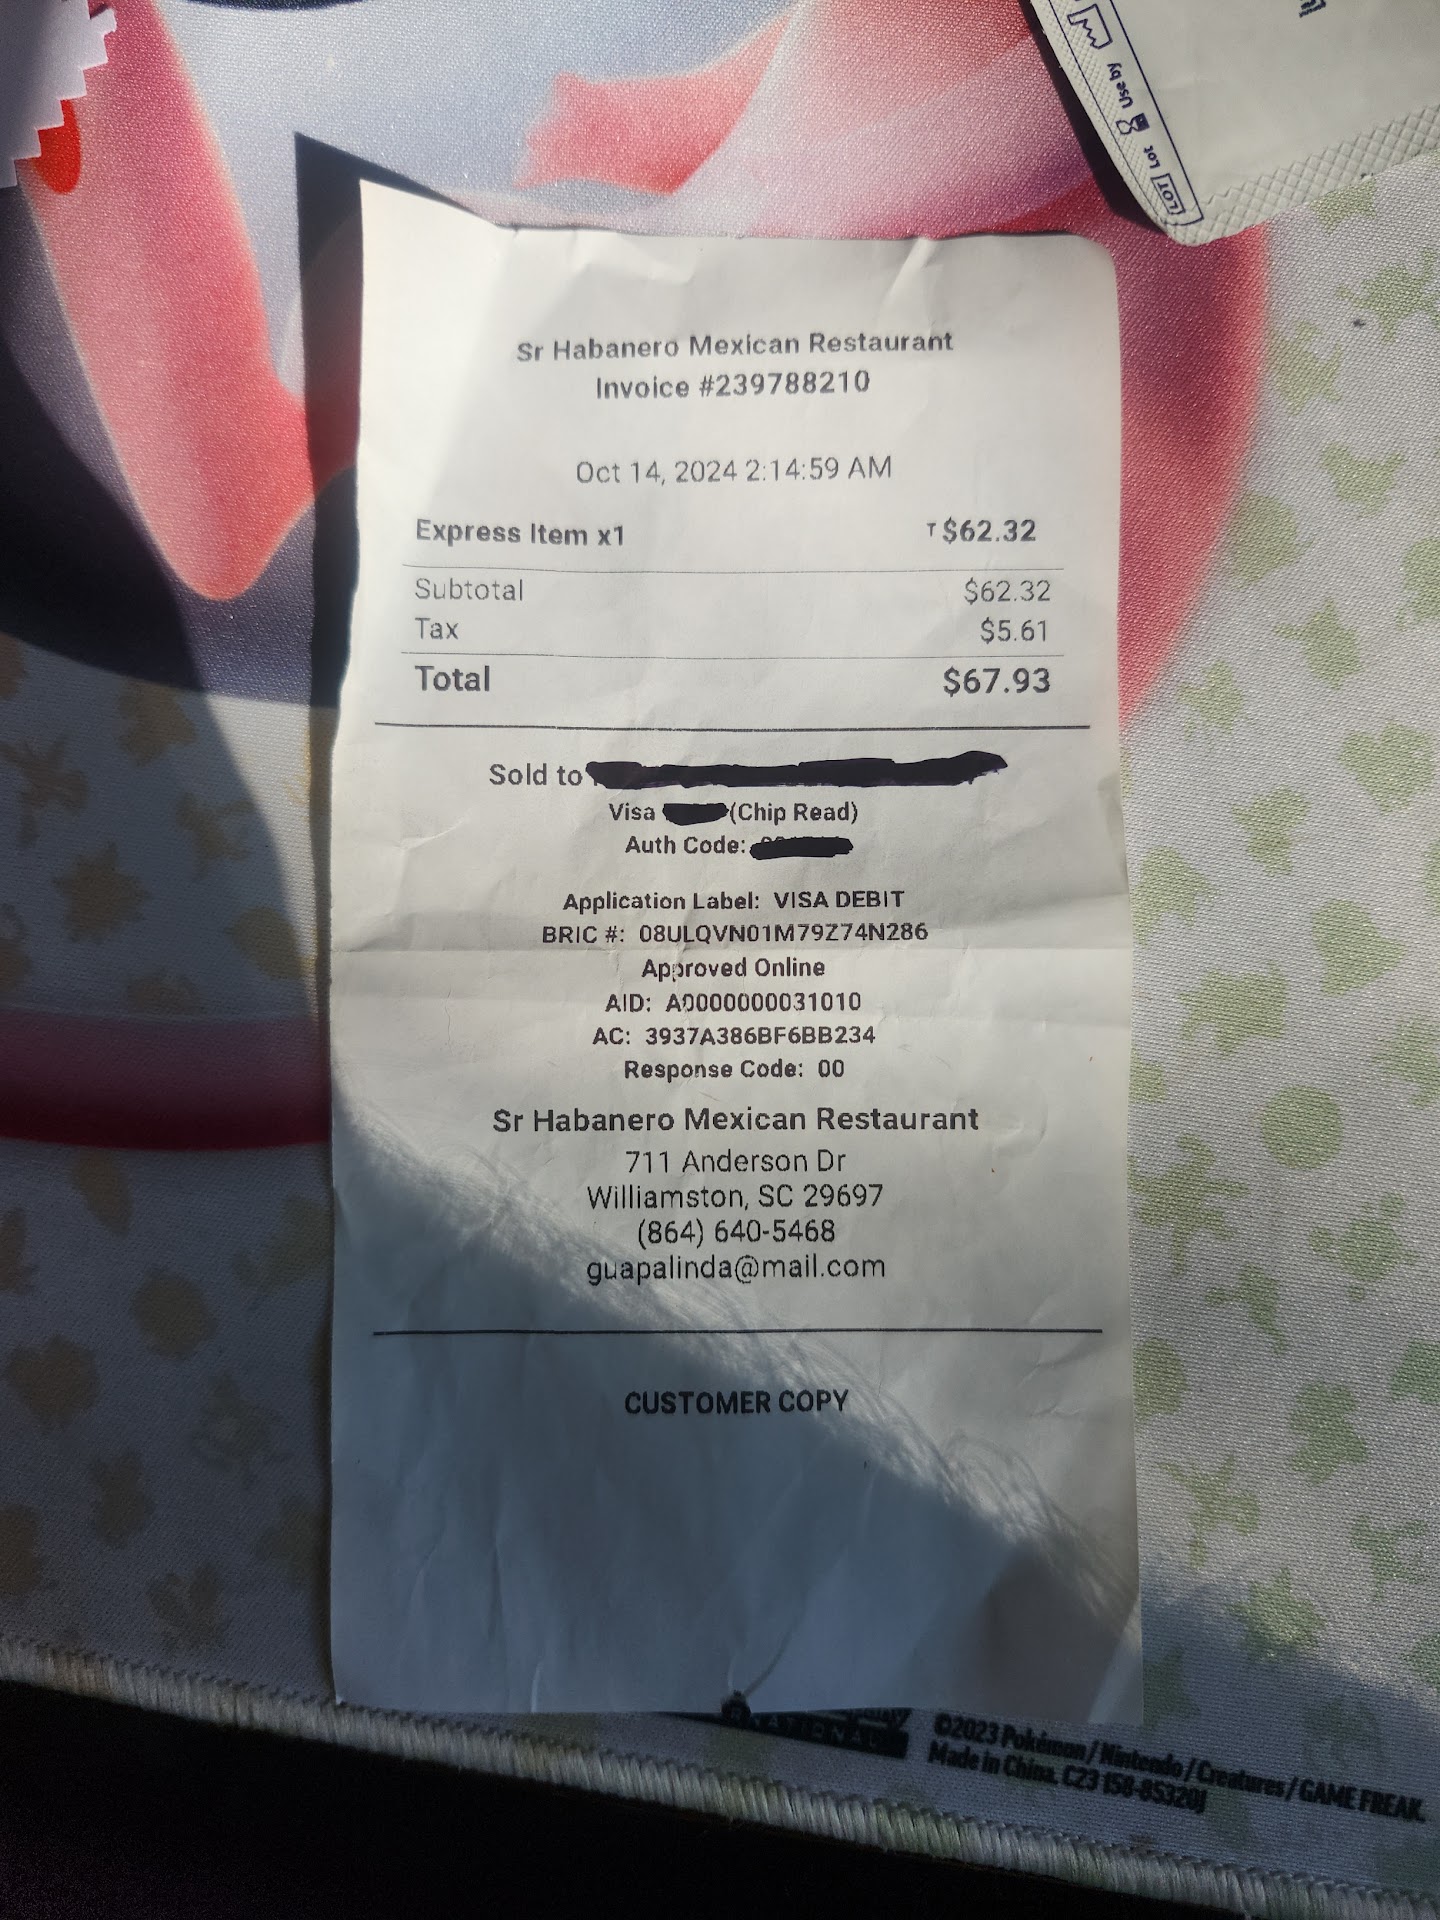 Use by
LOT Lot
Sr Habanero Mexican Restaurant
Invoice #239788210
Oct 14, 2024 2:14:59 AM
Express Item x1 T $62.32
Subtotal $62.32
Tax $5.61
Total $67.93
Sold to
Visa (Chip Read)
Auth Code:
Application Label: VISA DEBIT
BRIC #: 08ULQVN01M79Z74N286
Approved Online
AID: A0000000031010
AC: 3937A386BF6BB234
Response Code: 00
Sr Habanero Mexican Restaurant
711 Anderson Dr
Williamston, SC 29697
(864) 640-5468
guapalinda@mail.com
CUSTOMER COPY
©2023 Pokémon / Nintendo / Creatures / GAME FREAK.
Made in China. C23 158-85320J